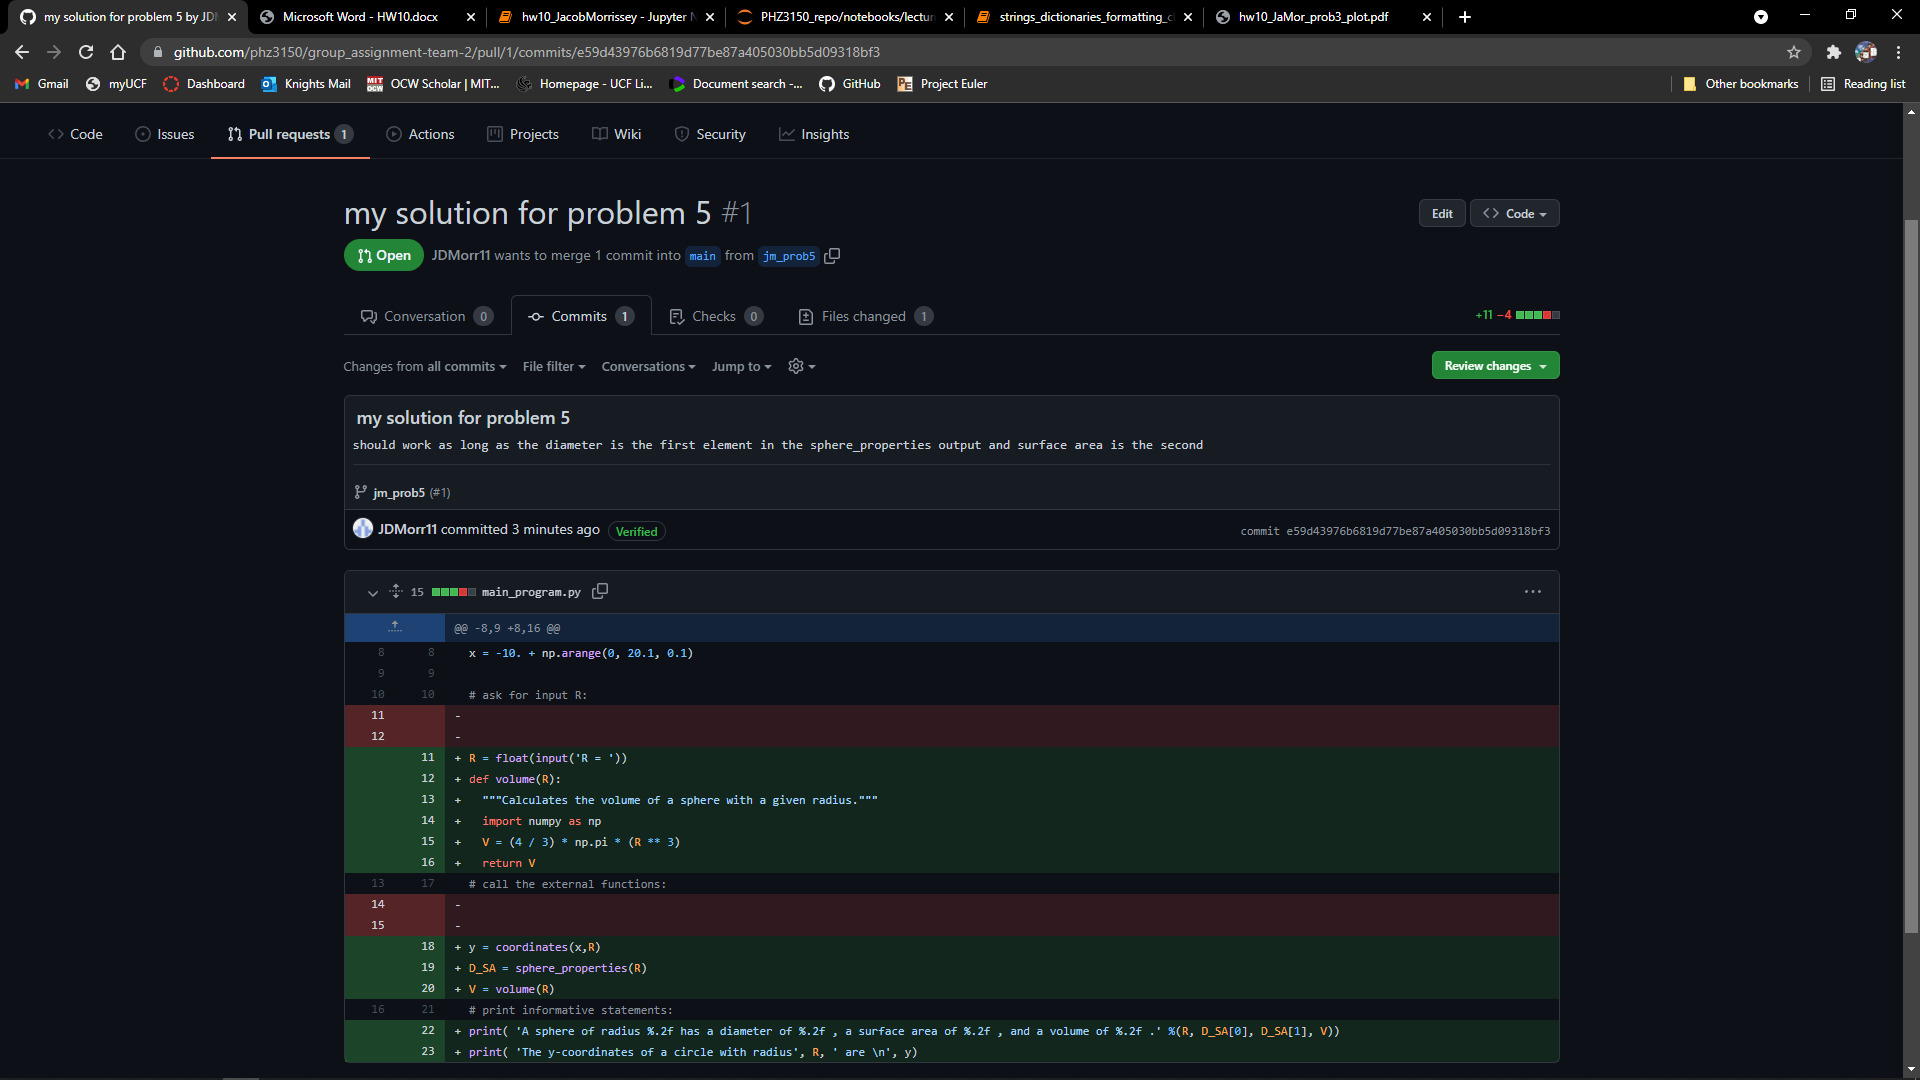 my solution for problem 5 by JDM
Microsoft Word - HW10.docx
hw10_JacobMorrissey - Jupyter N
PHZ3150_repo/notebooks/lectur
strings_dictionaries_formatting_c
hw10_JaMor_prob3_plot.pdf
github.com/phz3150/group_assignment-team-2/pull/1/commits/e59d43976b6819d77be87a405030bb5d09318bf3
Gmail myUCF Dashboard Knights Mail OCW Scholar | MIT... Homepage - UCF Li... Document search -... GitHub Project Euler Other bookmarks Reading list
Code Issues Pull requests 1 Actions Projects Wiki Security Insights
my solution for problem 5 #1
Edit <> Code
Open JDMorr11 wants to merge 1 commit into main from jm_prob5
Conversation 0 Commits 1 Checks 0 Files changed 1 +11 −4
Changes from all commits File filter Conversations Jump to Review changes
my solution for problem 5
should work as long as the diameter is the first element in the sphere_properties output and surface area is the second
jm_prob5 (#1)
JDMorr11 committed 3 minutes ago Verified commit e59d43976b6819d77be87a405030bb5d09318bf3
15 main_program.py
@@ -8,9 +8,16 @@
8 8 x = -10. + np.arange(0, 20.1, 0.1)
9 9
10 10 # ask for input R:
11 -
12 -
11 + R = float(input('R = '))
12 + def volume(R):
13 + """Calculates the volume of a sphere with a given radius."""
14 + import numpy as np
15 + V = (4 / 3) * np.pi * (R ** 3)
16 + return V
13 17 # call the external functions:
14 -
15 -
18 + y = coordinates(x,R)
19 + D_SA = sphere_properties(R)
20 + V = volume(R)
16 21 # print informative statements:
22 + print( 'A sphere of radius %.2f has a diameter of %.2f , a surface area of %.2f , and a volume of %.2f .' %(R, D_SA[0], D_SA[1], V))
23 + print( 'The y-coordinates of a circle with radius', R, ' are \n', y)